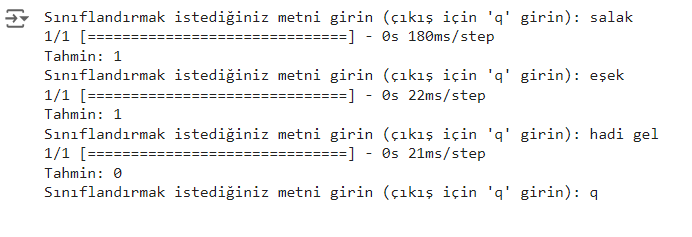 Sınıflandırmak istediğiniz metni girin (çıkış için 'q' girin): salak
1/1 [==============================] - 0s 180ms/step
Tahmin: 1
Sınıflandırmak istediğiniz metni girin (çıkış için 'q' girin): eşek
1/1 [==============================] - 0s 22ms/step
Tahmin: 1
Sınıflandırmak istediğiniz metni girin (çıkış için 'q' girin): hadi gel
1/1 [==============================] - 0s 21ms/step
Tahmin: 0
Sınıflandırmak istediğiniz metni girin (çıkış için 'q' girin): q